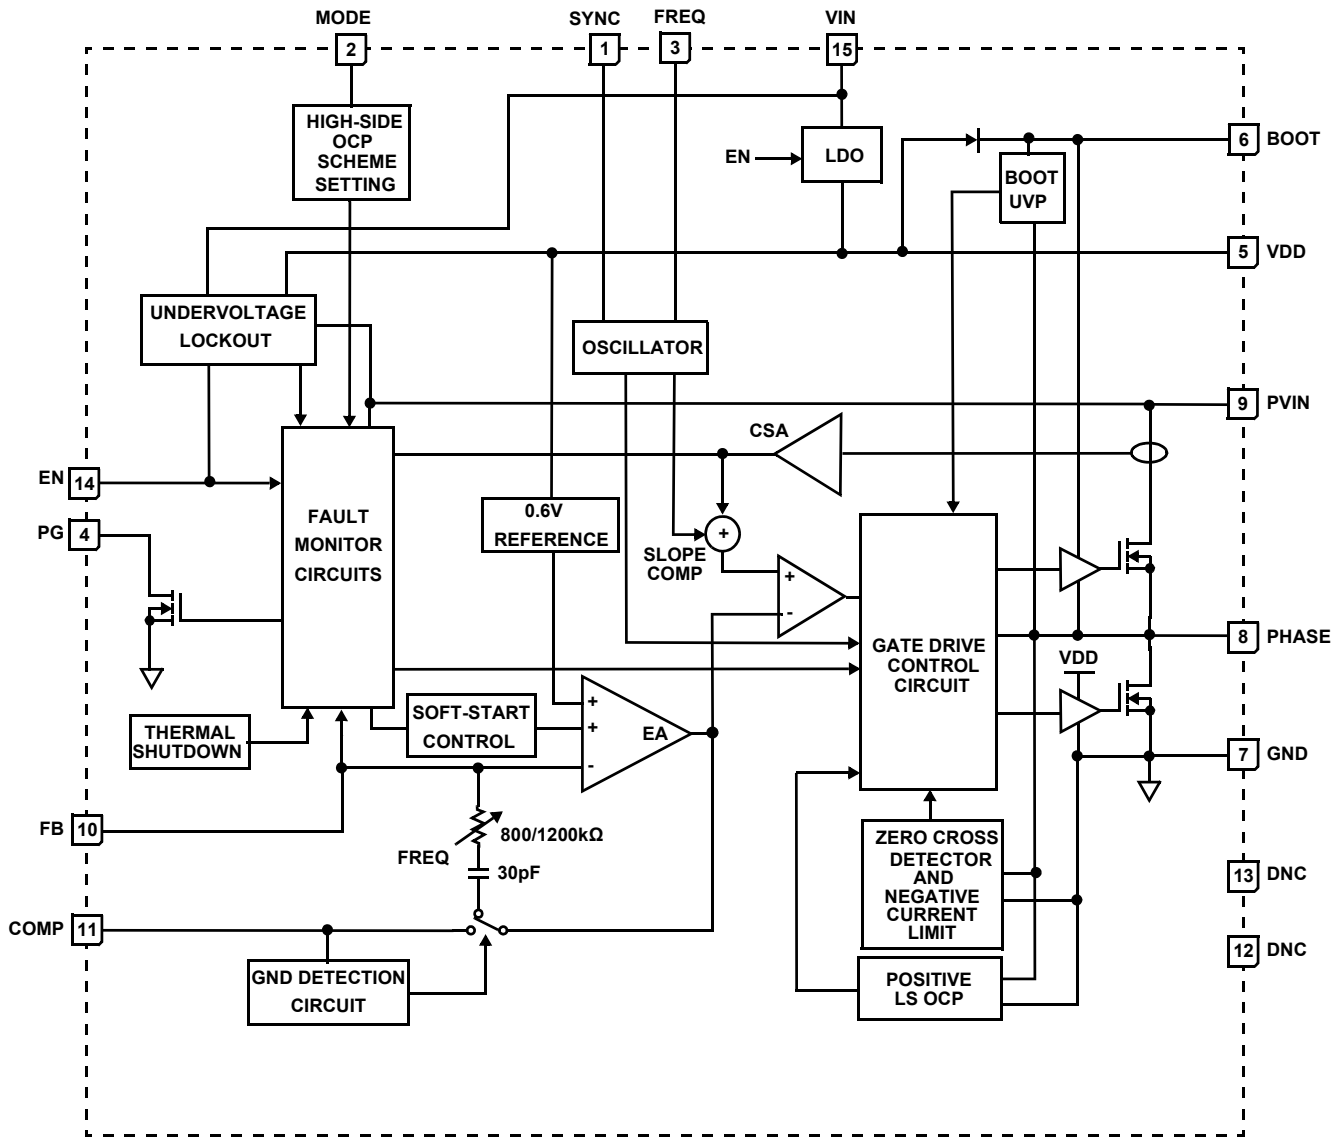 MODE
SYNC
FREQ
VIN
2
1
3
15
HIGH-SIDE
OCP
SCHEME
SETTING
EN
LDO
6
BOOT
BOOT
UVP
5
VDD
UNDERVOLTAGE
LOCKOUT
OSCILLATOR
9
PVIN
CSA
EN
14
PG
4
FAULT
MONITOR
CIRCUITS
0.6V
REFERENCE
+
SLOPE
COMP
+
-
GATE DRIVE
CONTROL
CIRCUIT
8
PHASE
VDD
THERMAL
SHUTDOWN
SOFT-START
CONTROL
+
+
-
EA
7
GND
FB
10
FREQ
800/1200kΩ
30pF
ZERO CROSS
DETECTOR
AND
NEGATIVE
CURRENT
LIMIT
13
DNC
COMP
11
12
DNC
GND DETECTION
CIRCUIT
POSITIVE
LS OCP